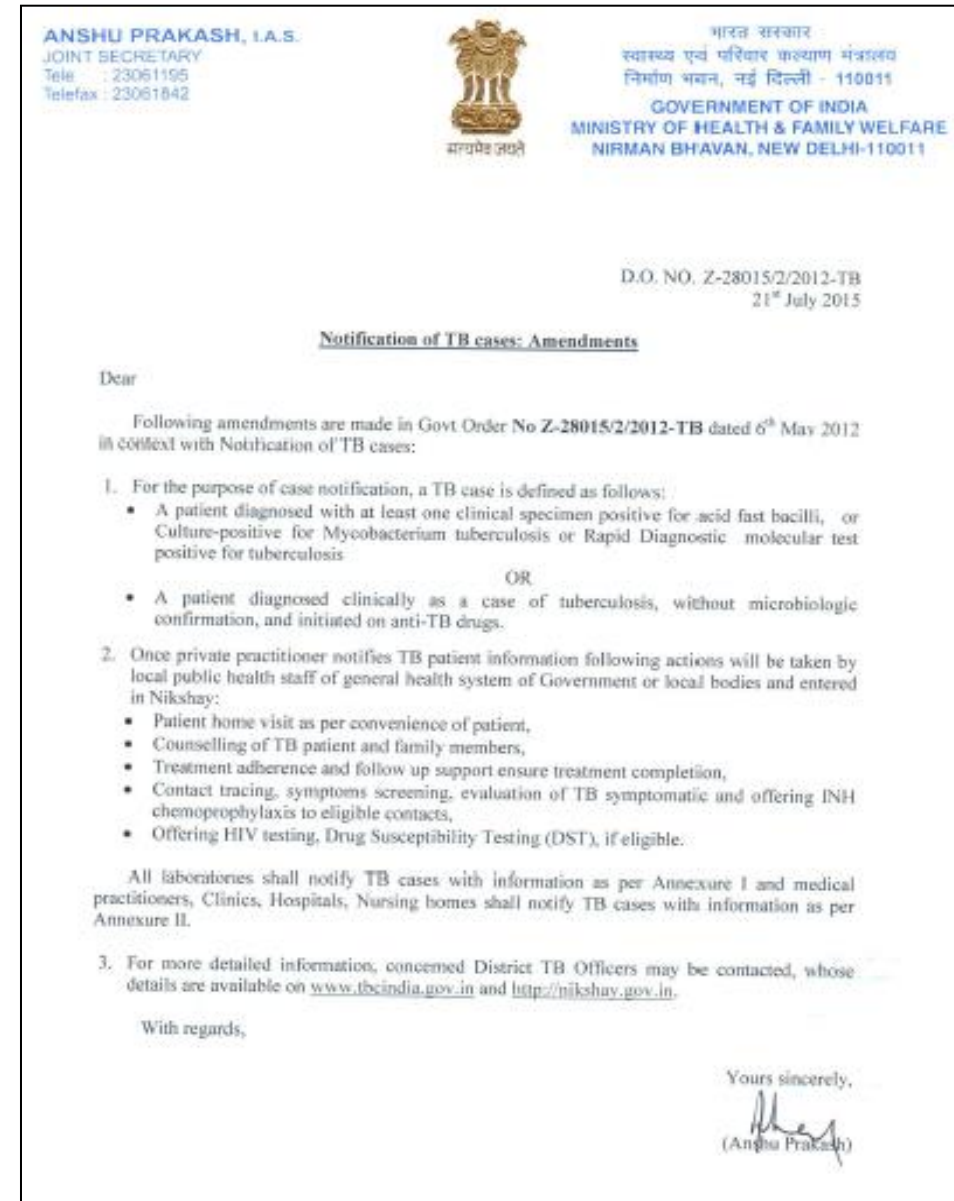 ANSHU PRAKASH, I.A.S.
JOINT SECRETARY
Tele : 23061195
Telefax : 23061842
सत्यमेव जयते
भारत सरकार
स्वास्थ्य एवं परिवार कल्याण मंत्रालय
निर्माण भवन, नई दिल्ली - 110011
GOVERNMENT OF INDIA
MINISTRY OF HEALTH & FAMILY WELFARE
NIRMAN BHAVAN, NEW DELHI-110011
D.O. NO. Z-28015/2/2012-TB
21st July 2015
Notification of TB cases: Amendments
Dear
Following amendments are made in Govt Order No Z-28015/2/2012-TB dated 6th May 2012
in context with Notification of TB cases:
1. For the purpose of case notification, a TB case is defined as follows:
• A patient diagnosed with at least one clinical specimen positive for acid fast bacilli, or
Culture-positive for Mycobacterium tuberculosis or Rapid Diagnostic molecular test
positive for tuberculosis
OR
• A patient diagnosed clinically as a case of tuberculosis, without microbiologic
confirmation, and initiated on anti-TB drugs.
2. Once private practitioner notifies TB patient information following actions will be taken by
local public health staff of general health system of Government or local bodies and entered
in Nikshay:
• Patient home visit as per convenience of patient,
• Counselling of TB patient and family members,
• Treatment adherence and follow up support ensure treatment completiion,
• Contact tracing, symptoms screening, evaluation of TB symptomatic and offering INH
chemoprophylaxis to eligible contacts,
• Offering HIV testing, Drug Susceptibility Testing (DST), if eligible.
All laboratories shall notify TB cases with information as per Annexure I and medical
practitioners, Clinics, Hospitals, Nursing homes shall notify TB cases with information as per
Annexure II.
3. For more detailed information, concerned District TB Officers may be contacted, whose
details are available on www.tbcindia.gov.in and http://nikshay.gov.in.
With regards,
Yours sincerely,
(Anshu Prakash)